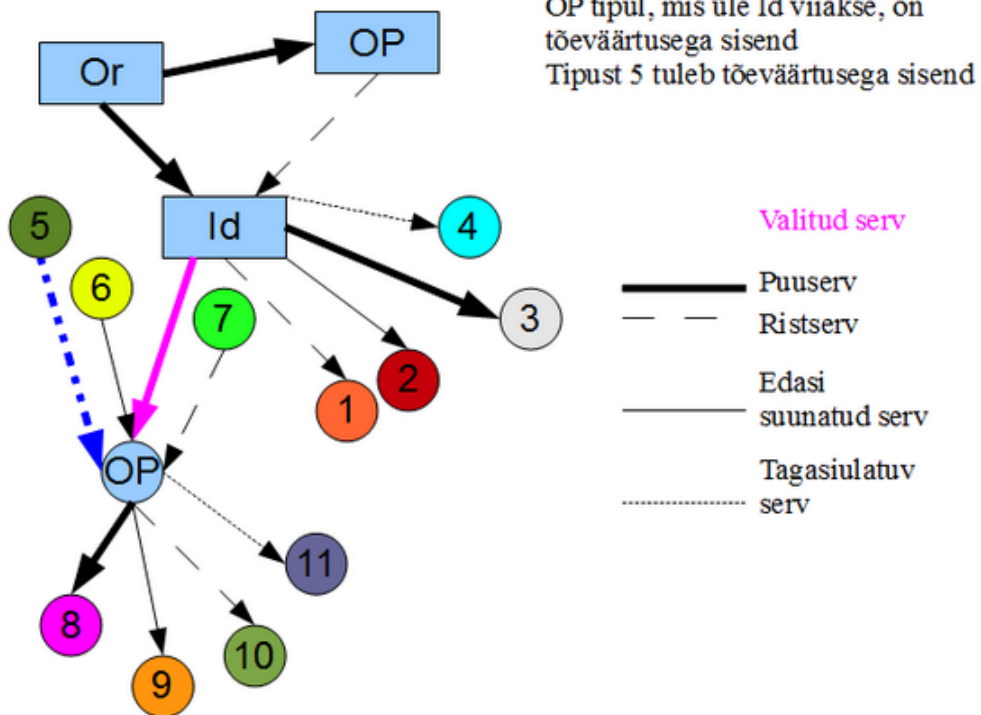 OP tipul, mis üle Id viiakse, on
tõeväärtusega sisend
Tipust 5 tuleb tõeväärtusega sisend
OP
Or
Id
5
4
6
7
3
2
1
OP
11
8
10
9
Valitud serv
Puuserv
Ristserv
Edasi
suunatud serv
Tagasiulatuv
serv